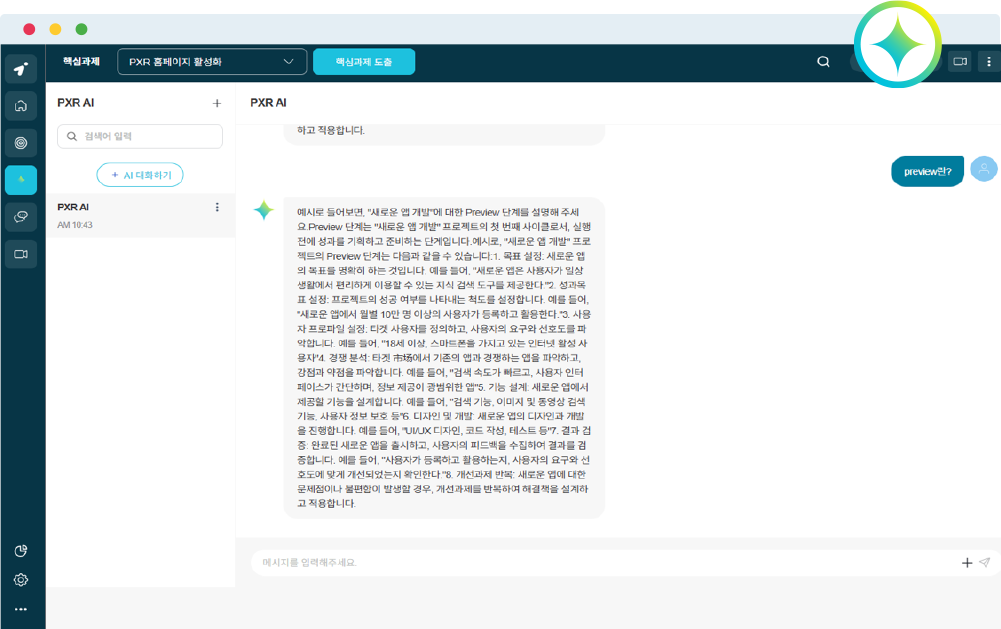 핵심과제
PXR 홈페이지 활성화
핵심과제 도출
PXR AI
+
검색어 입력
+ AI 대화하기
PXR AI
AM 10:43
PXR AI
하고 적용합니다.
preview란?
예시로 들어보면, "새로운 앱 개발"에 대한 Preview 단계를 설명해 주세
요.Preview 단계는 "새로운 앱 개발" 프로젝트의 첫 번째 사이클로서, 실행
전에 성과를 기획하고 준비하는 단계입니다.예시로, "새로운 앱 개발" 프로
젝트의 Preview 단계는 다음과 같을 수 있습니다:1. 목표 설정: 새로운 앱
의 목표를 명확히 하는 것입니다. 예를 들어, "새로운 앱은 사용자가 일상
생활에서 편리하게 이용할 수 있는 지식 검색 도구를 제공한다."2. 성과목
표 설정: 프로젝트의 성공 여부를 나타내는 척도를 설정합니다. 예를 들어,
"새로운 앱에서 월별 10만 명 이상의 사용자가 등록하고 활용한다."3. 사용
자 프로파일 설정: 타겟 사용자를 정의하고, 사용자의 요구와 선호도를 파
악합니다. 예를 들어, "18세 이상, 스마트폰을 가지고 있는 인터넷 활성 사
용자"4. 경쟁 분석: 타겟 市场에서 기존의 앱과 경쟁하는 앱을 파악하고,
강점과 약점을 파악합니다. 예를 들어, "검색 속도가 빠르고, 사용자 인터
페이스가 간단하며, 정보 제공이 광범위한 앱"5. 기능 설계: 새로운 앱에서
제공할 기능을 설계합니다. 예를 들어, "검색 기능, 이미지 및 동영상 검색
기능, 사용자 정보 보호 등"6. 디자인 및 개발: 새로운 앱의 디자인과 개발
을 진행합니다. 예를 들어, "UI/UX 디자인, 코드 작성, 테스트 등"7. 결과 검
증: 완료된 새로운 앱을 출시하고, 사용자의 피드백을 수집하여 결과를 검
증합니다. 예를 들어, "사용자가 등록하고 활용하는지, 사용자의 요구와 선
호도에 맞게 개선되었는지 확인한다."8. 개선과제 반복: 새로운 앱에 대한
문제점이나 불편함이 발생할 경우, 개선과제를 반복하여 해결책을 설계하
고 적용합니다.
메시지를 입력해주세요.